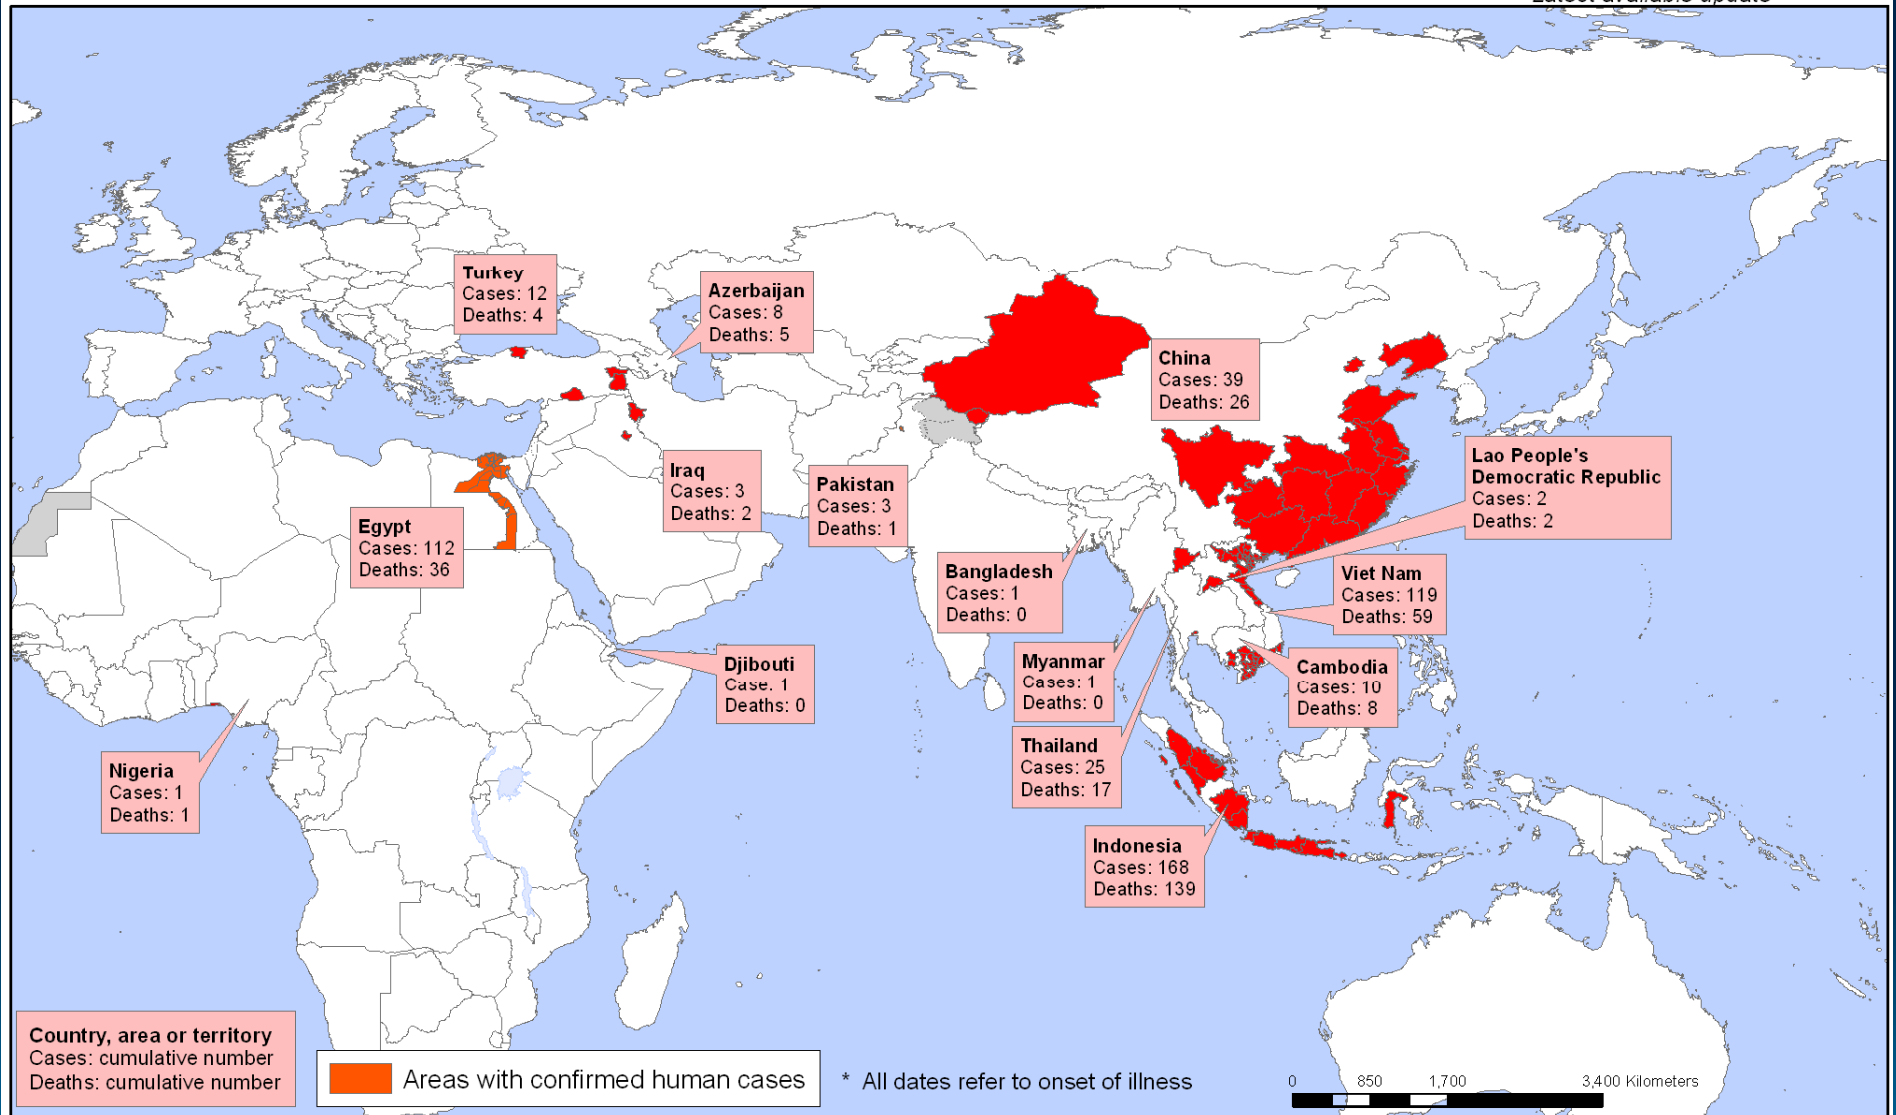 Latest available update
Turkey
Cases: 12
Deaths: 4
Azerbaijan
Cases: 8
Deaths: 5
China
Cases: 39
Deaths: 26
Lao People's
Democratic Republic
Cases: 2
Deaths: 2
Iraq
Cases: 3
Deaths: 2
Pakistan
Cases: 3
Deaths: 1
Egypt
Cases: 112
Deaths: 36
Bangladesh
Cases: 1
Deaths: 0
Viet Nam
Cases: 119
Deaths: 59
Djibouti
Case: 1
Deaths: 0
Myanmar
Cases: 1
Deaths: 0
Cambodia
Cases: 10
Deaths: 8
Thailand
Cases: 25
Deaths: 17
Nigeria
Cases: 1
Deaths: 1
Indonesia
Cases: 168
Deaths: 139
Country, area or territory
Cases: cumulative number
Deaths: cumulative number
Areas with confirmed human cases
* All dates refer to onset of illness
0 850 1,700 3,400 Kilometers